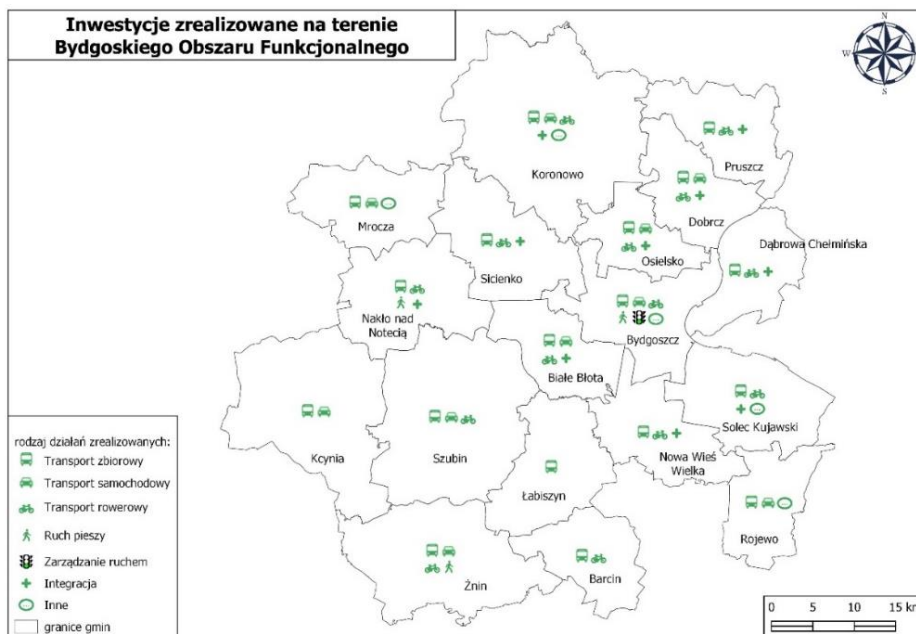 Inwestycje zrealizowane na terenie
Bydgoskiego Obszaru Funkcjonalnego
N
W
E
S
Koronowo
Pruszcz
Dobrcz
Mrocza
Sicienko
Osielsko
Dąbrowa Chełmińska
Nakło nad
Notecią
Bydgoszcz
Białe Błota
Solec Kujawski
Kcynia
Szubin
Nowa Wieś
Wielka
Łabiszyn
Rojewo
Żnin
Barcin
rodzaj działań zrealizowanych:
Transport zbiorowy
Transport samochodowy
Transport rowerowy
Ruch pieszy
Zarządzanie ruchem
Integracja
Inne
granice gmin
0 5 10 15 km